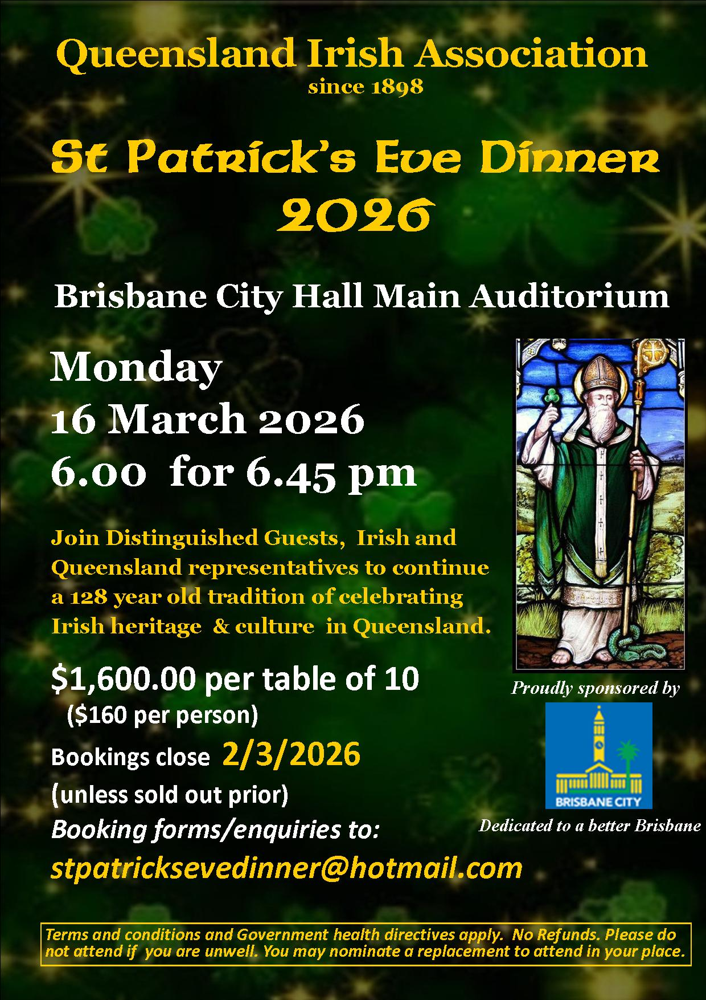 Queensland Irish Association
since 1898
St Patrick's Eve Dinner
2026
Brisbane City Hall Main Auditorium
Monday
16 March 2026
6.00 for 6.45 pm
Join Distinguished Guests, Irish and
Queensland representatives to continue
a 128 year old tradition of celebrating
Irish heritage & culture in Queensland.
$1,600.00 per table of 10
($160 per person)
Bookings close 2/3/2026
(unless sold out prior)
Booking forms/enquiries to:
stpatricksevedinner@hotmail.com
Proudly sponsored by
BRISBANE CITY
Dedicated to a better Brisbane
Terms and conditions and Government health directives apply. No Refunds. Please do
not attend if you are unwell. You may nominate a replacement to attend in your place.